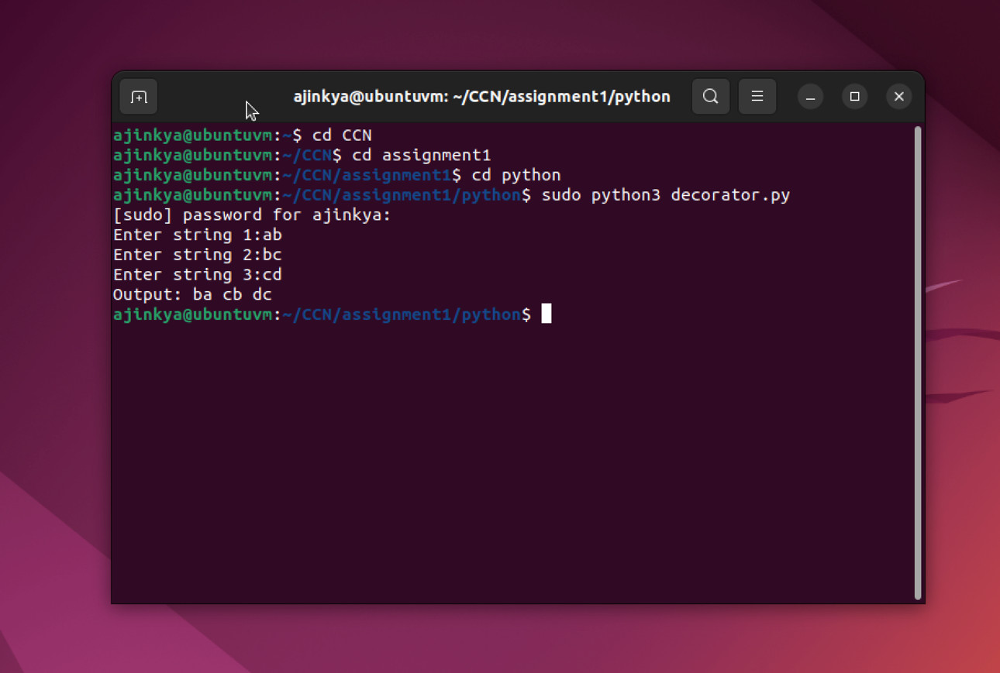 ajinkya@ubuntuvm: ~/CCN/assignment1/python
ajinkya@ubuntuvm:~$ cd CCN
ajinkya@ubuntuvm:~/CCN$ cd assignment1
ajinkya@ubuntuvm:~/CCN/assignment1$ cd python
ajinkya@ubuntuvm:~/CCN/assignment1/python$ sudo python3 decorator.py
[sudo] password for ajinkya:
Enter string 1:ab
Enter string 2:bc
Enter string 3:cd
Output: ba cb dc
ajinkya@ubuntuvm:~/CCN/assignment1/python$